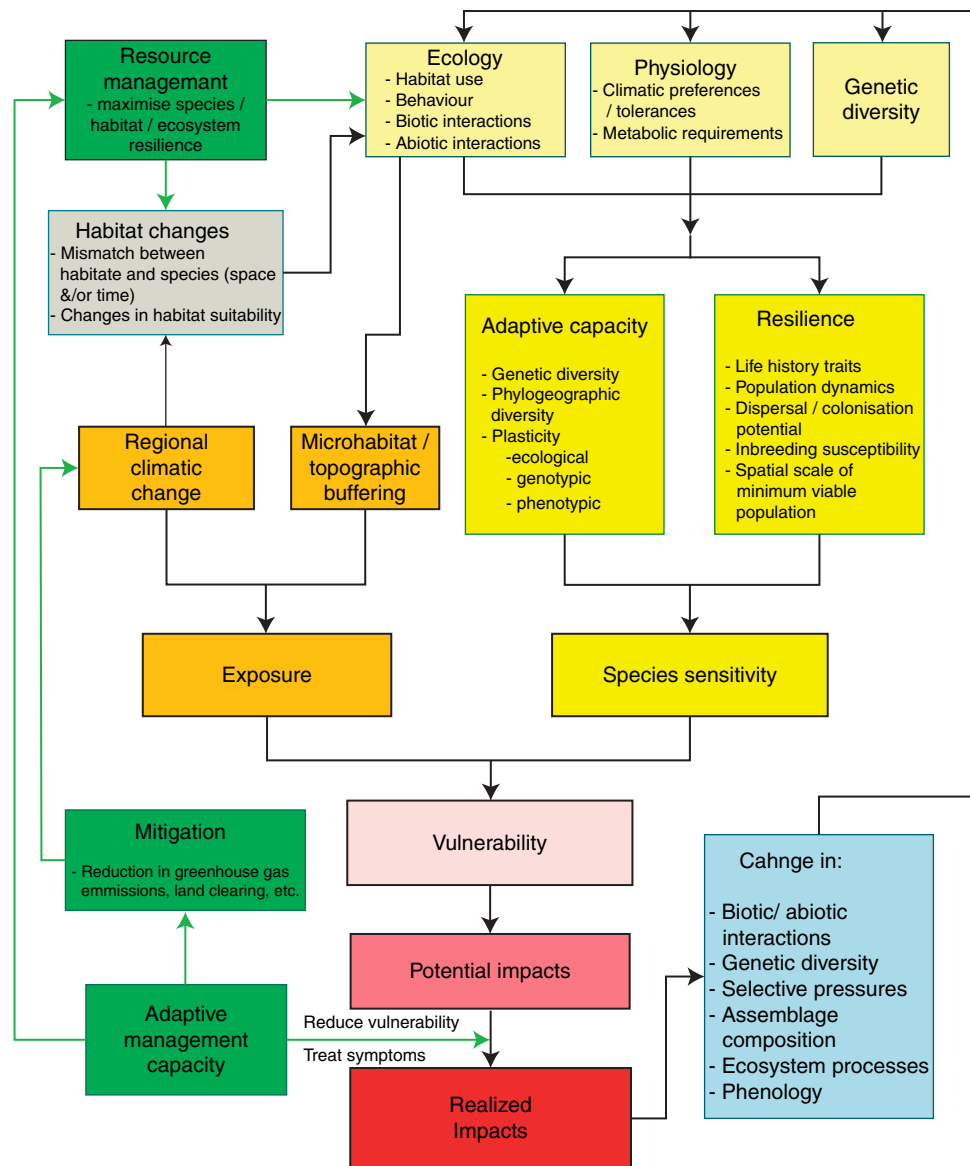 Resource
management
- maximise species /
habitat / ecosystem
resilience
Ecology
- Habitat use
- Behaviour
- Biotic interactions
- Abiotic interactions
Physiology
- Climatic preferences
/ tolerances
- Metabolic requirements
Genetic
diversity
Habitat changes
- Mismatch between
habitate and species (space
&/or time)
- Changes in habitat suitability
Adaptive capacity
- Genetic diversity
- Phylogeographic
diversity
- Plasticity
-ecological
- genotypic
- phenotypic
Resilience
- Life history traits
- Population dynamics
- Dispersal / colonisation
potential
- Inbreeding susceptibility
- Spatial scale of
minimum viable
population
Regional
climatic
change
Microhabitat /
topographic
buffering
Exposure
Species sensitivity
Mitigation
- Reduction in greenhouse gas
emmissions, land clearing, etc.
Vulnerability
Cahnge in:
- Biotic/ abiotic
interactions
- Genetic diversity
- Selective pressures
- Assemblage
composition
- Ecosystem processes
- Phenology
Potential impacts
Adaptive
management
capacity
Reduce vulnerability
Treat symptoms
Realized
Impacts